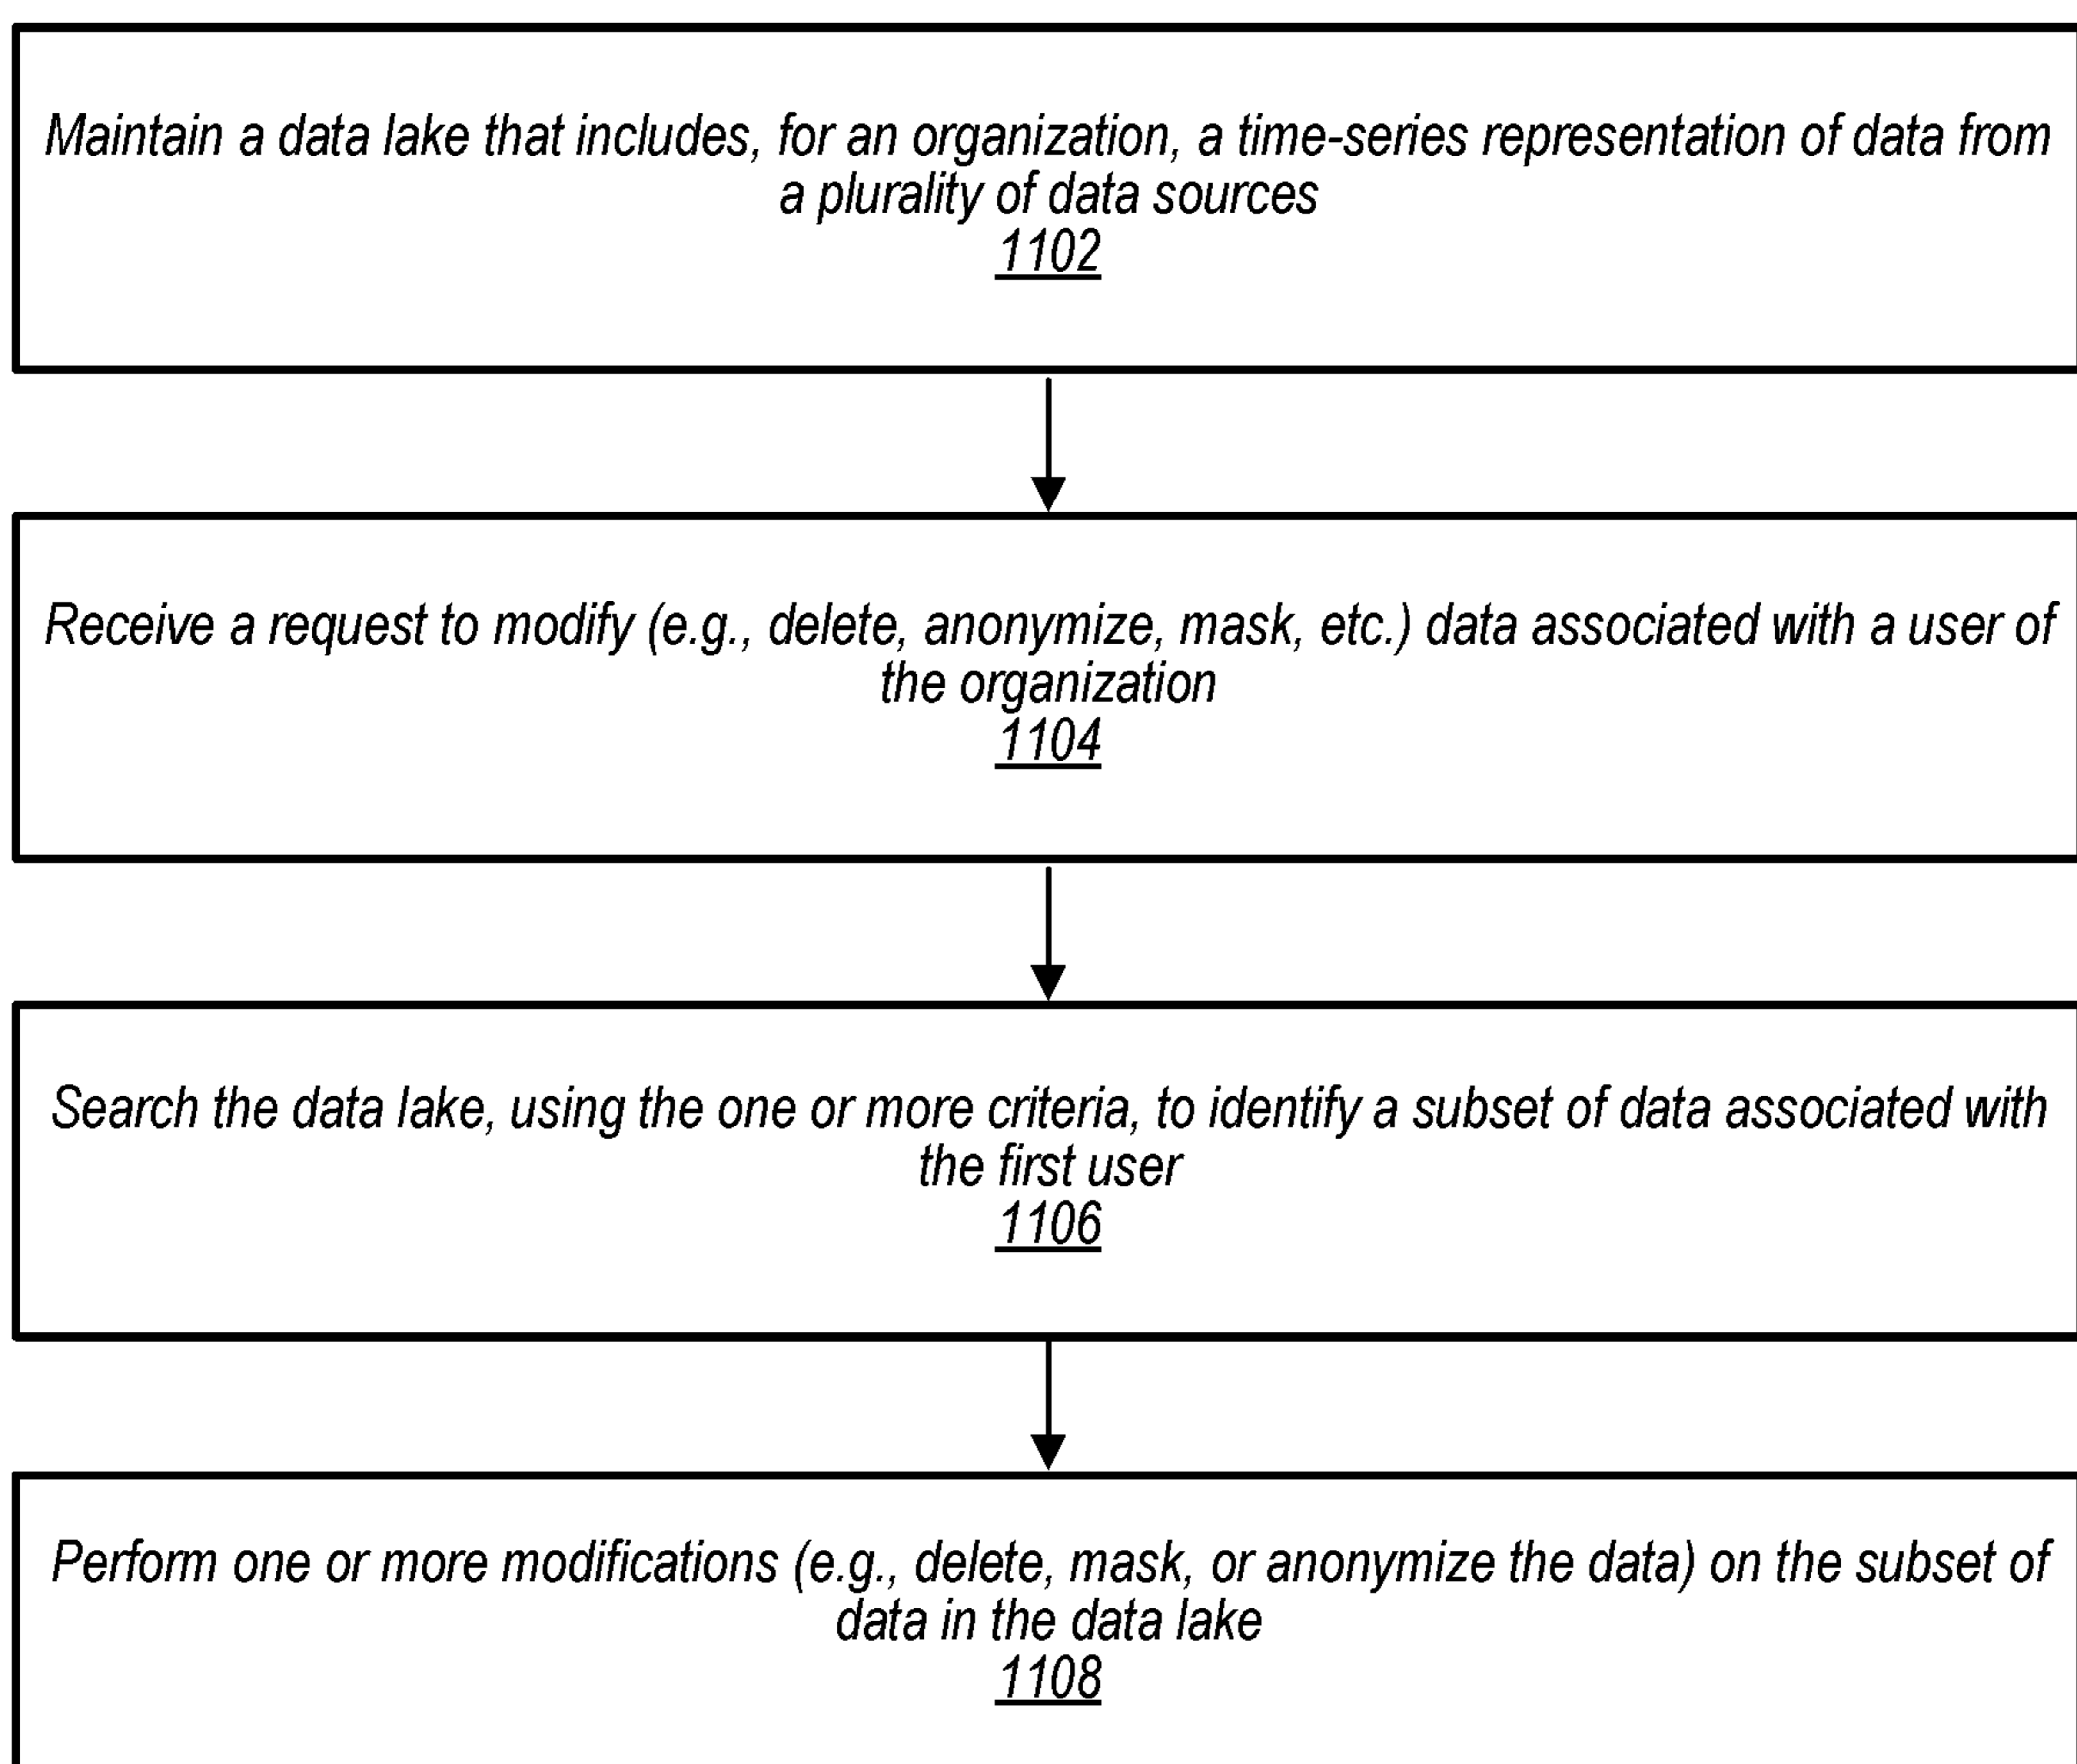 Maintain a data lake that includes, for an organization, a time-series representation of data from
a plurality of data sources
1102
Receive a request to modify (e.g., delete, anonymize, mask, etc.) data associated with a user of
the organization
1104
Search the data lake, using the one or more criteria, to identify a subset of data associated with
the first user
1106
Perform one or more modifications (e.g., delete, mask, or anonymize the data) on the subset of
data in the data lake
1108